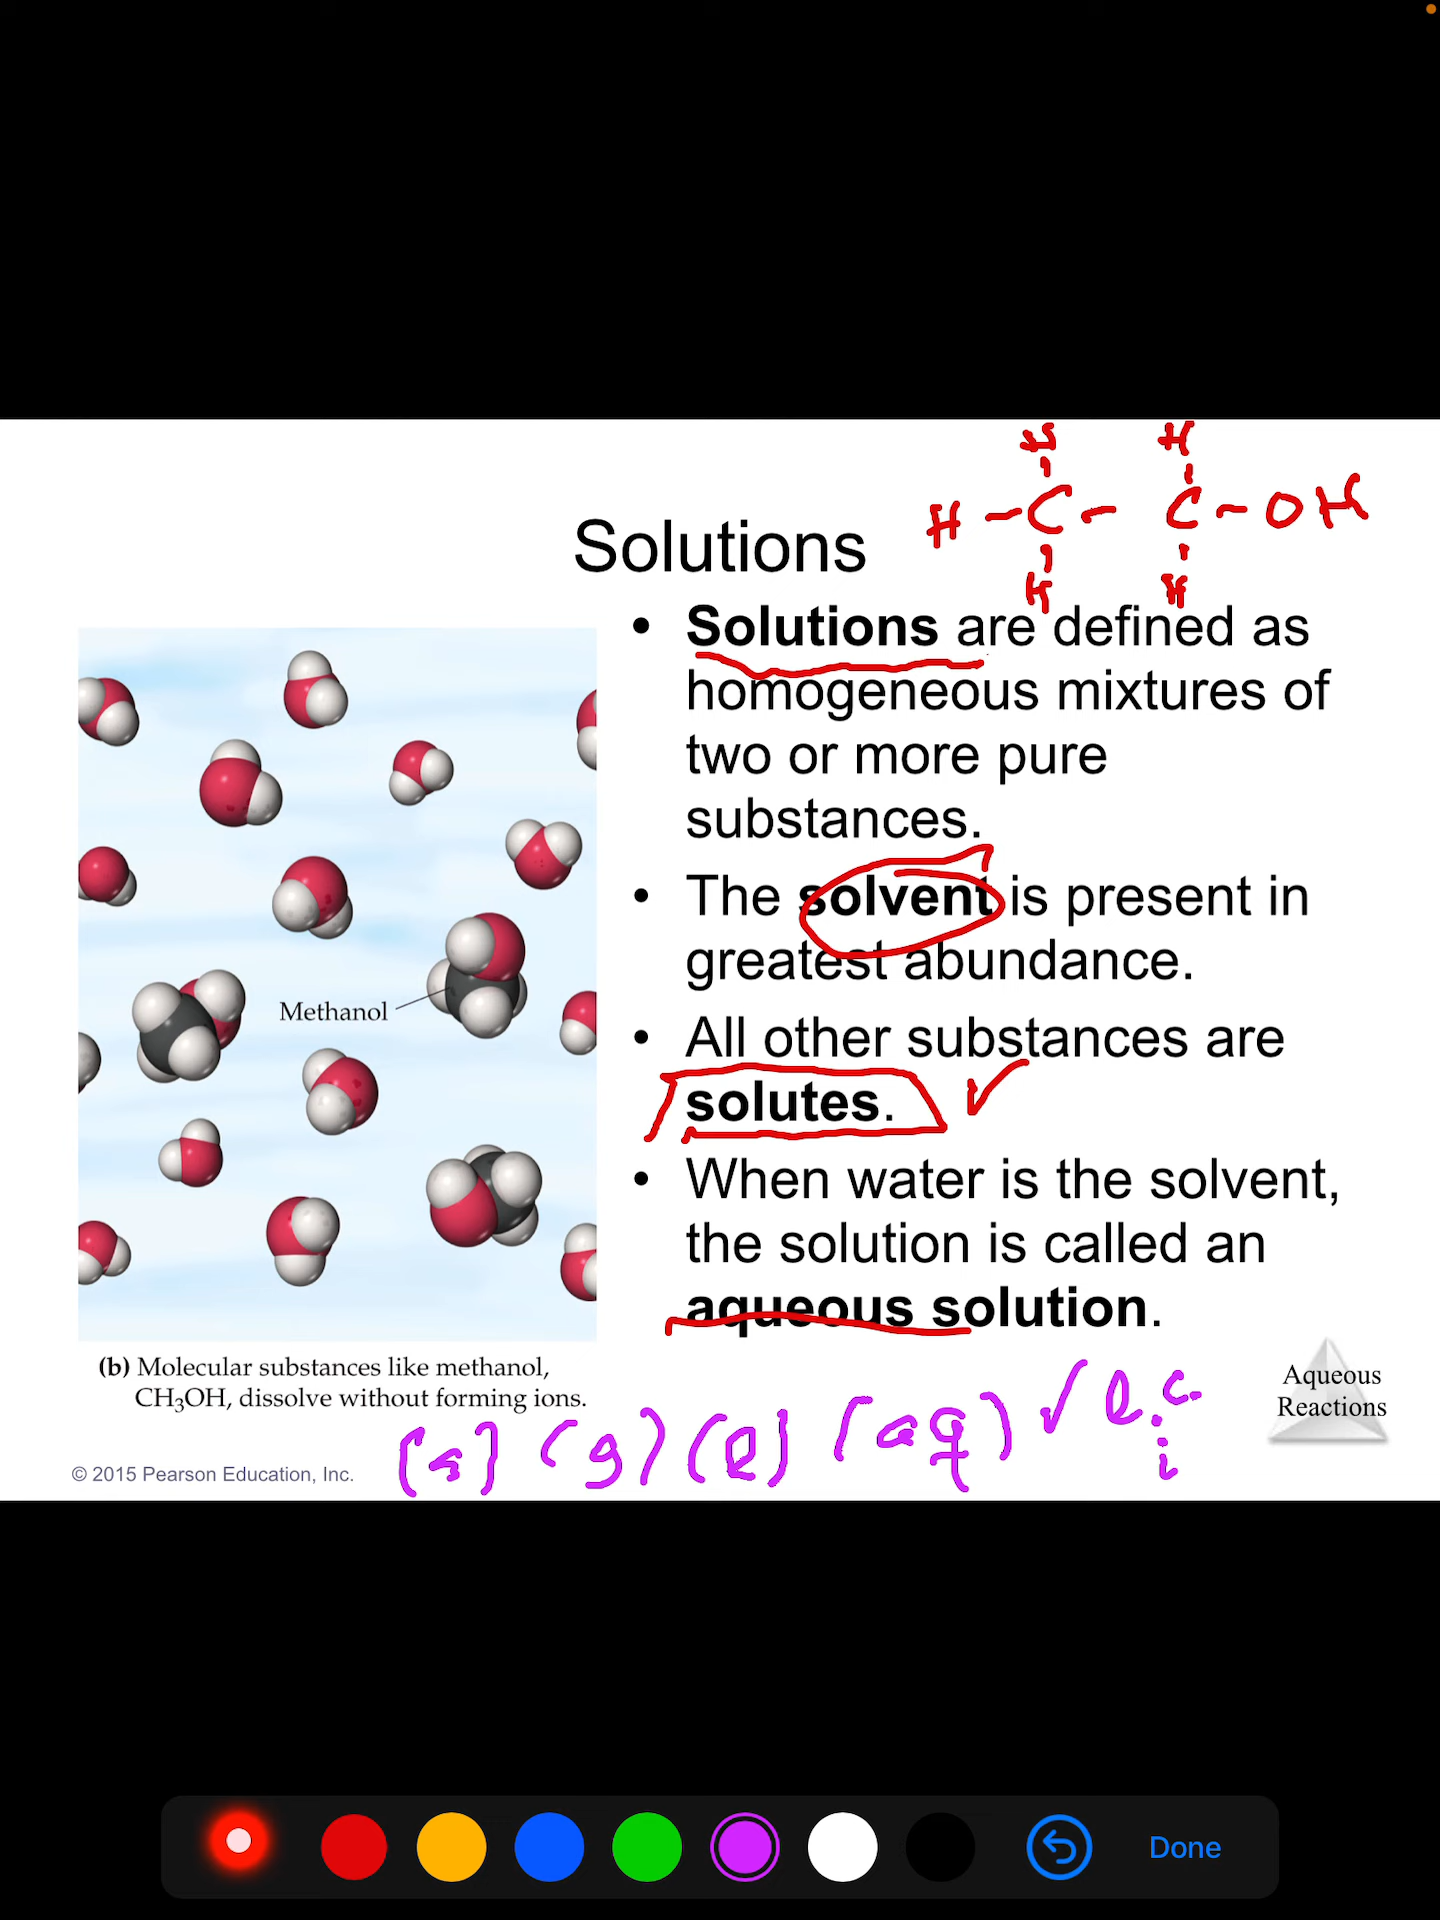 H H
H - C - C - OH
H H
Solutions
• Solutions are defined as
homogeneous mixtures of
two or more pure
substances.
• The solvent is present in
greatest abundance.
• All other substances are
solutes.
• When water is the solvent,
the solution is called an
aqueous solution.
Methanol
(b) Molecular substances like methanol,
CH₃OH, dissolve without forming ions.
(s) (g) (l) (aq)
Aqueous
Reactions
© 2015 Pearson Education, Inc.
Done